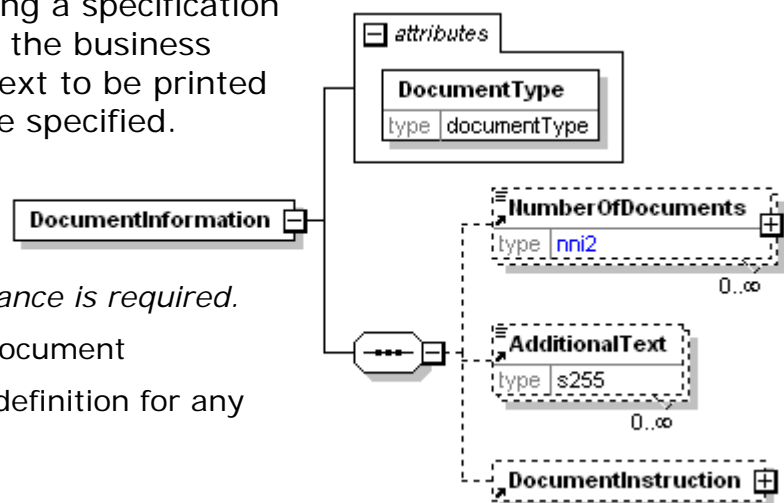 ng a specification
the business
ext to be printed
e specified.
attributes
DocumentType
type documentType
DocumentInformation
NumberOfDocuments
type nni2
0..∞
ance is required.
ocument
definition for any
AdditionalText
type s255
0..∞
DocumentInstruction